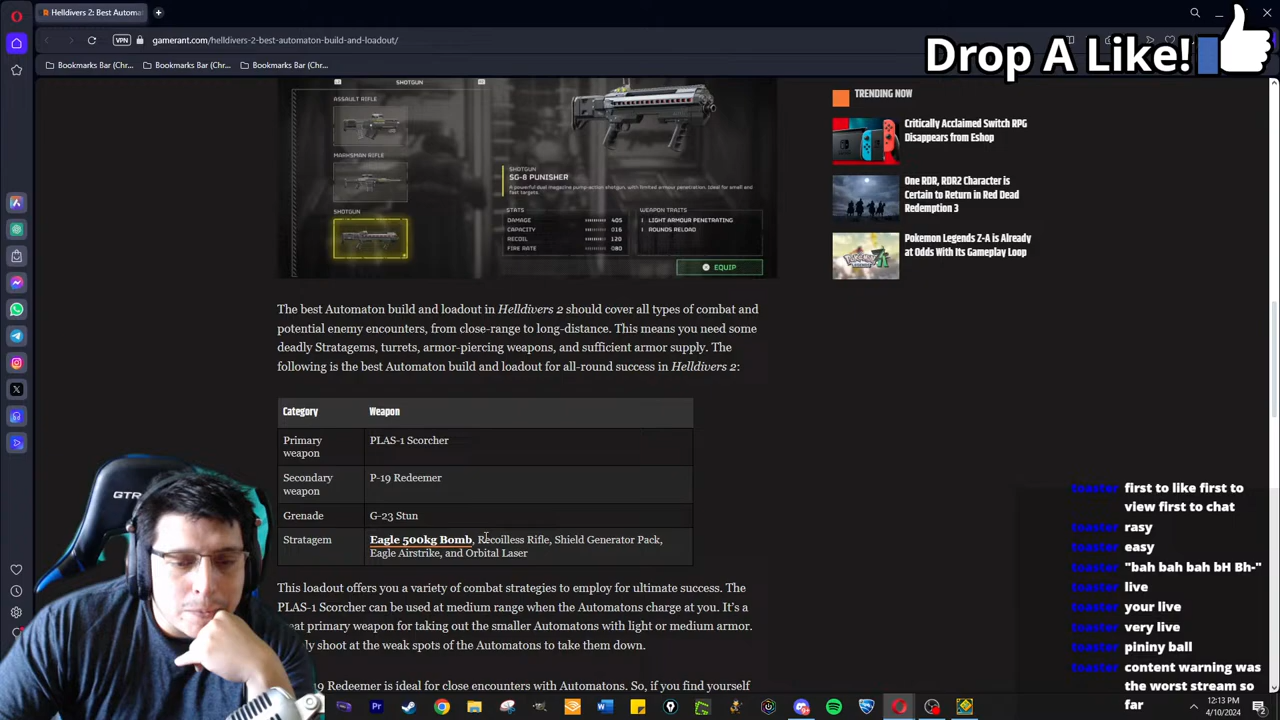 Helldivers 2: Best Automat
VPN
gamerant.com/helldivers-2-best-automaton-build-and-loadout/
Bookmarks Bar (Chr...
Bookmarks Bar (Chr...
Bookmarks Bar (Chr...
Drop A Like!
SHOTGUN
ASSAULT RIFLE
MARKSMAN RIFLE
SHOTGUN
SHOTGUN
SG-8 PUNISHER
A powerful dual magazine pump-action shotgun, with limited armour penetration. Ideal for small and
fast targets.
STATS
DAMAGE 405
CAPACITY 016
RECOIL 120
FIRE RATE 080
WEAPON TRAITS
LIGHT ARMOUR PENETRATING
ROUNDS RELOAD
EQUIP
TRENDING NOW
Critically Acclaimed Switch RPG
Disappears from Eshop
One RDR, RDR2 Character is
Certain to Return in Red Dead
Redemption 3
Pokemon Legends Z-A is Already
at Odds With Its Gameplay Loop
The best Automaton build and loadout in Helldivers 2 should cover all types of combat and
potential enemy encounters, from close-range to long-distance. This means you need some
deadly Stratagems, turrets, armor-piercing weapons, and sufficient armor supply. The
following is the best Automaton build and loadout for all-round success in Helldivers 2:
Category Weapon
Primary
weapon
PLAS-1 Scorcher
Secondary
weapon
P-19 Redeemer
Grenade G-23 Stun
Stratagem
Eagle 500kg Bomb, Recoilless Rifle, Shield Generator Pack,
Eagle Airstrike, and Orbital Laser
This loadout offers a variety of combat strategies to employ for ultimate success. The
PLAS-1 Scorcher can be used at medium range when the Automatons charge at you. It's a
primary weapon for taking out the smaller Automatons with light or medium armor.
shoot at the weak spots of the Automatons to take them down.
Redeemer is ideal for close encounters with Automatons. So, if you find yourself
GTR
toaster first to like first to
view first to chat
toaster rasy
toaster easy
toaster "bah bah bah bH Bh-"
toaster live
toaster your live
toaster very live
toaster pininy ball
toaster content warning was
the worst stream so
far
12:13 PM
4/10/2024